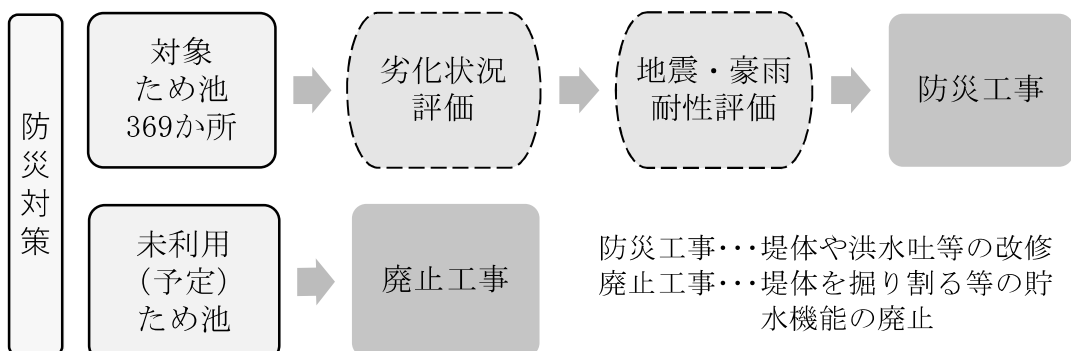 防災対策
対象
ため池
369か所
劣化状況
評価
地震・豪雨
耐性評価
防災工事
未利用
(予定)
ため池
廃止工事
防災工事･･･堤体や洪水吐等の改修
廃止工事･･･堤体を掘り割る等の貯
水機能の廃止